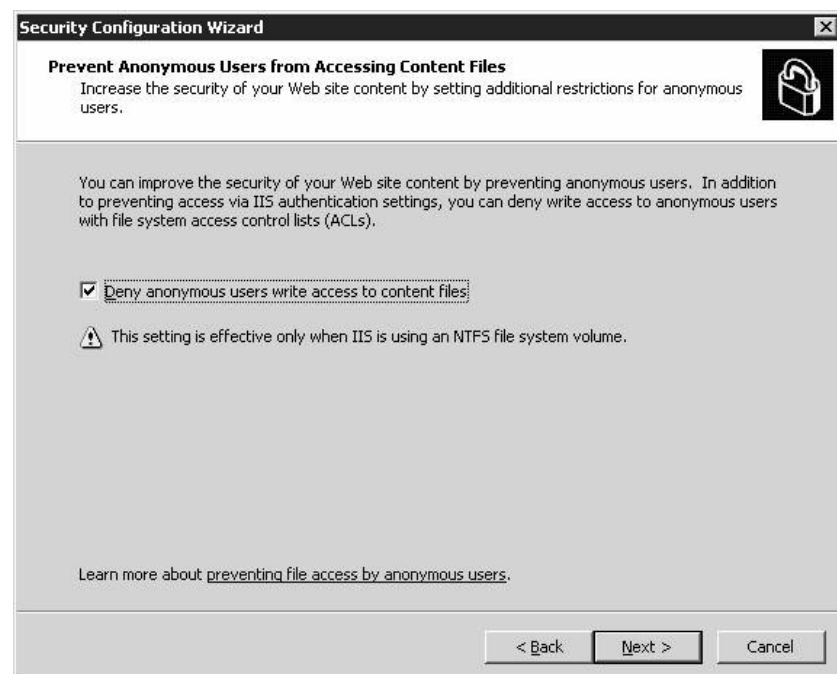 Security Configuration Wizard
Prevent Anonymous Users from Accessing Content Files
Increase the security of your Web site content by setting additional restrictions for anonymous
users.
You can improve the security of your Web site content by preventing anonymous users. In addition
to preventing access via IIS authentication settings, you can deny write access to anonymous users
with file system access control lists (ACLs).
Deny anonymous users write access to content files
This setting is effective only when IIS is using an NTFS file system volume.
Learn more about preventing file access by anonymous users.
< Back Next > Cancel